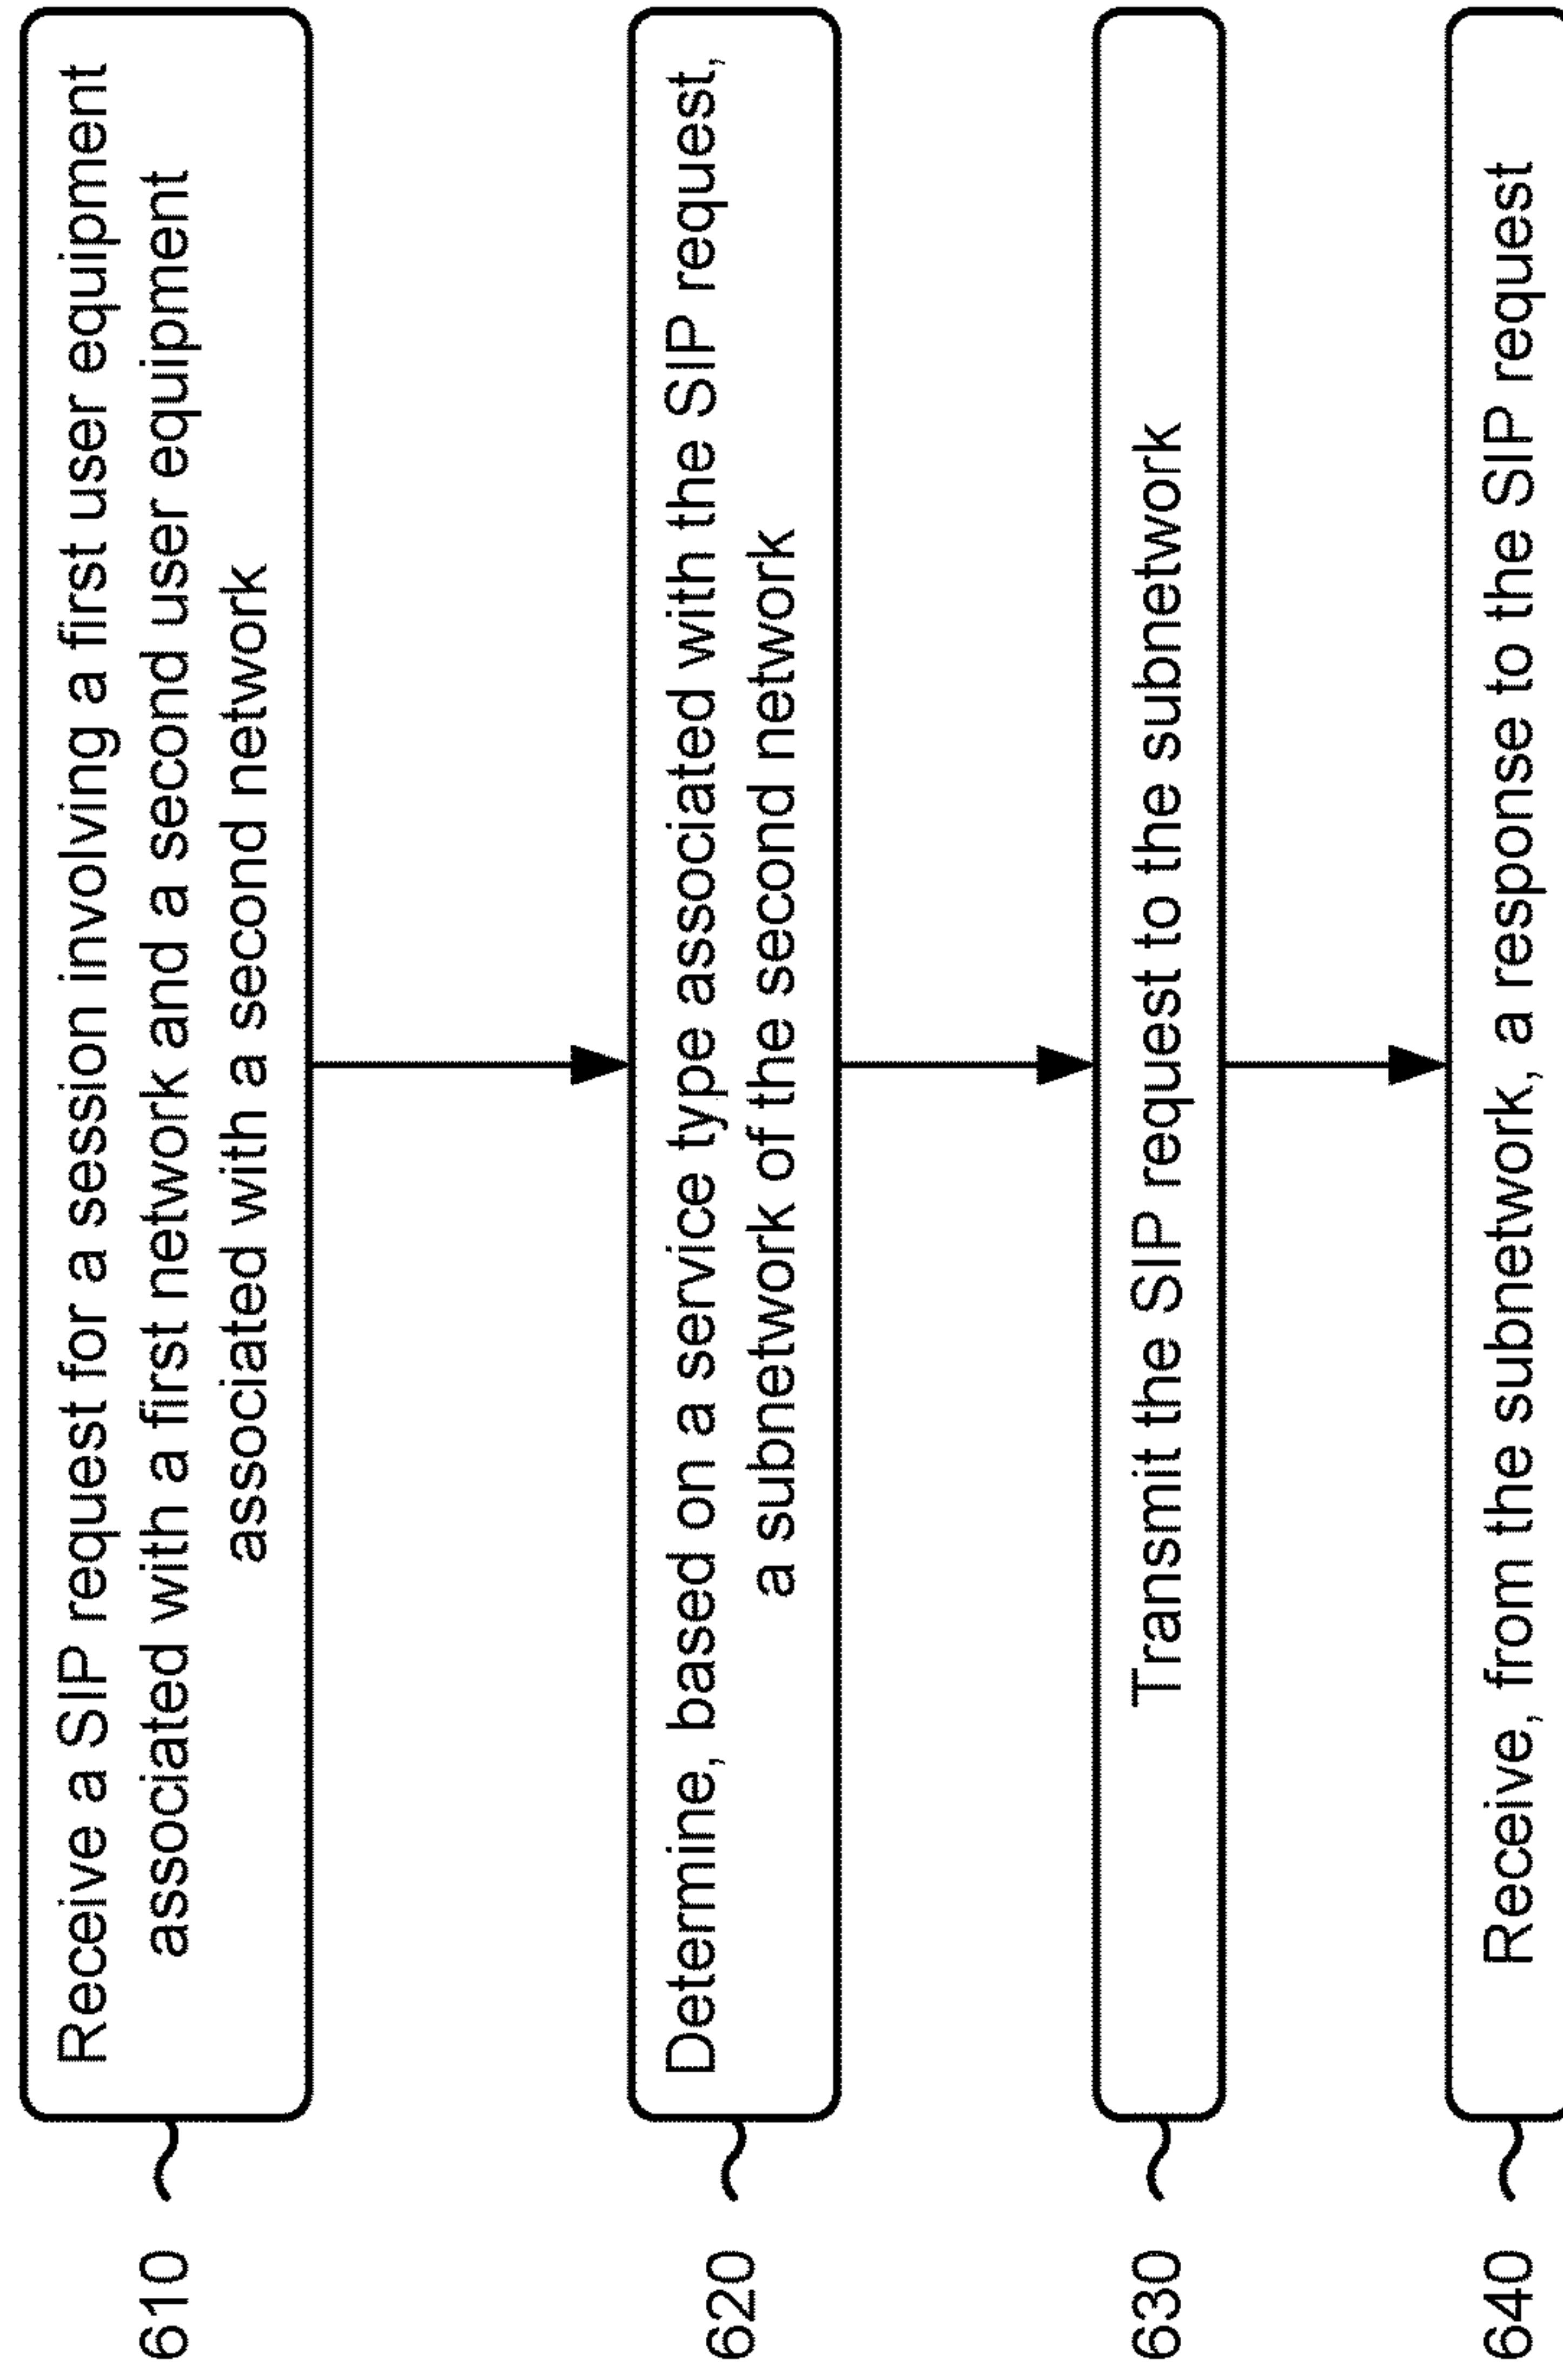 610
Receive a SIP request for a session involving a first user equipment
associated with a first network and a second user equipment
associated with a second network
620
Determine, based on a service type associated with the SIP request,
a subnetwork of the second network
630
Transmit the SIP request to the subnetwork
640
Receive, from the subnetwork, a response to the SIP request